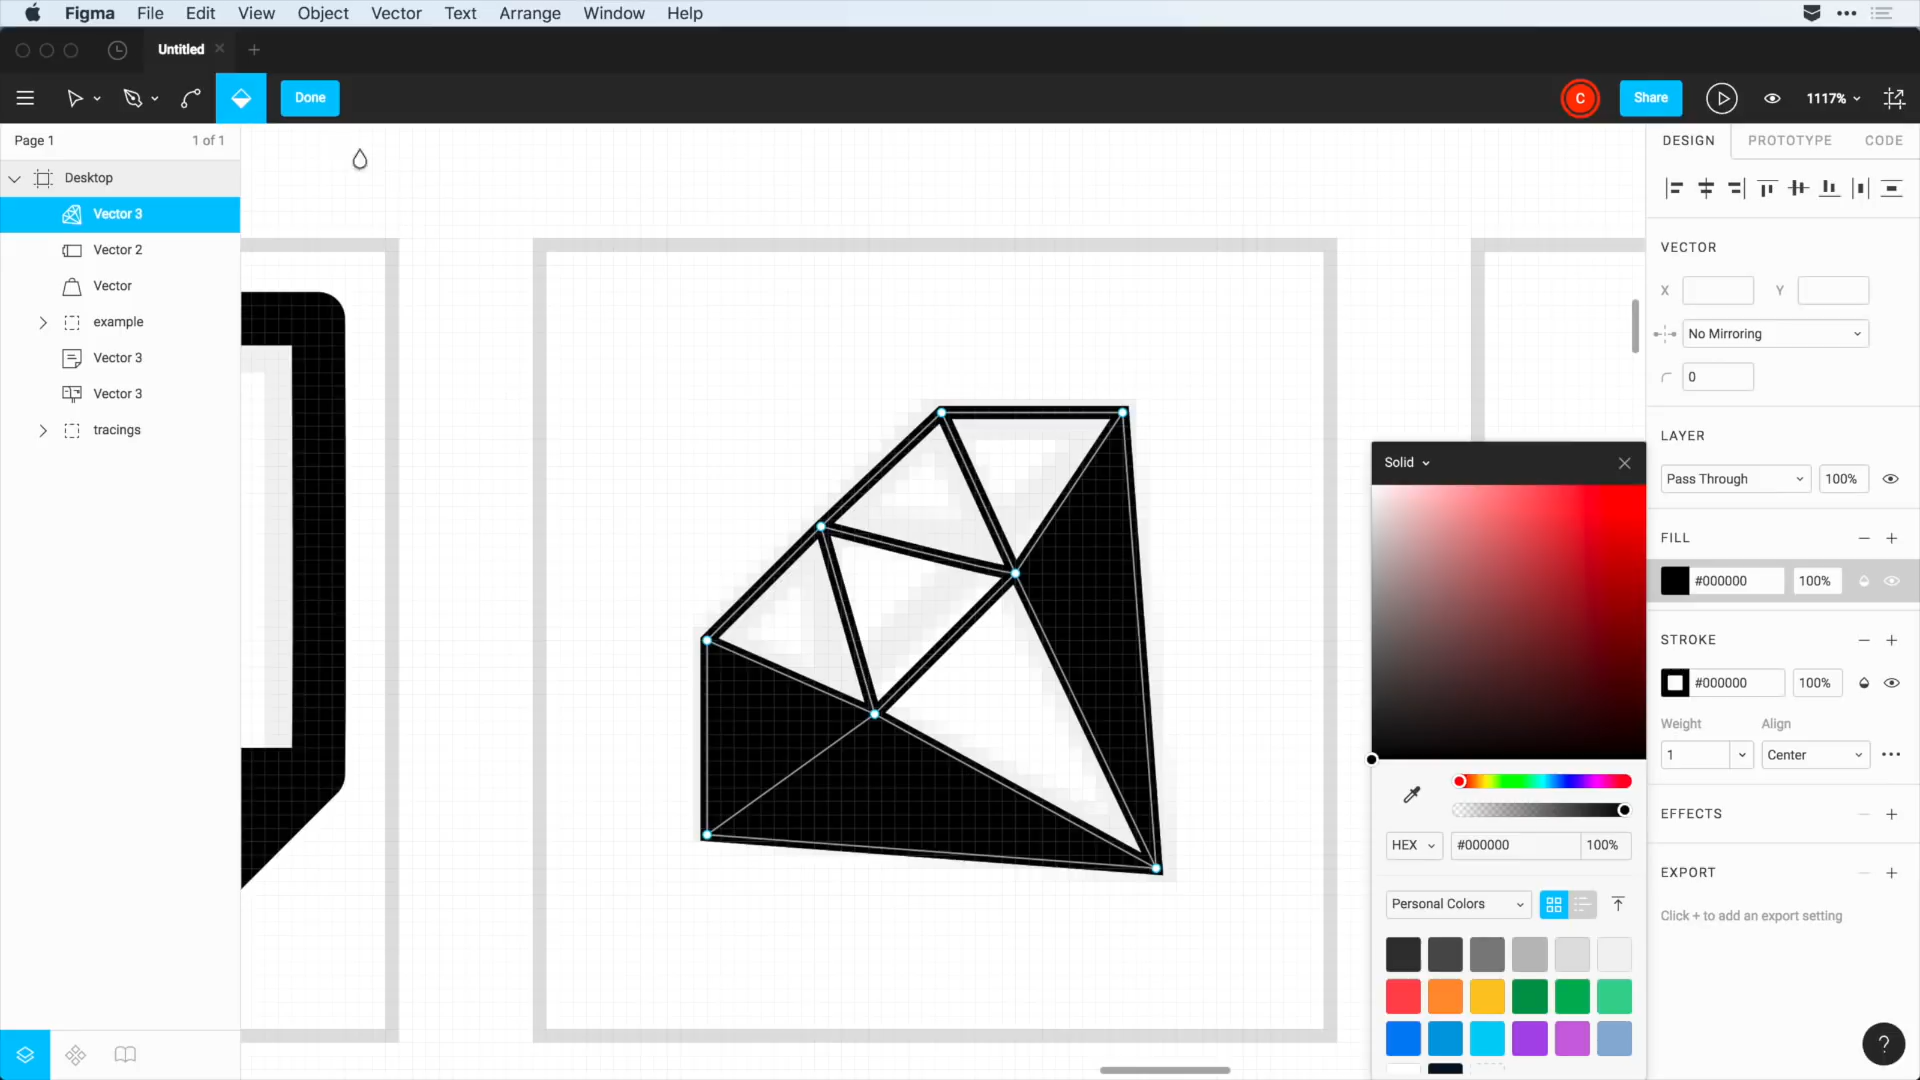 Figma File Edit View Object Vector Text Arrange Window Help
Untitled
Done
C
Share
1117%
Page 1
1 of 1
DESIGN
PROTOTYPE
CODE
Desktop
Vector 3
Vector 2
Vector
example
Vector 3
Vector 3
tracings
VECTOR
X
Y
No Mirroring
0
LAYER
Pass Through
100%
FILL
#000000
100%
STROKE
#000000
100%
Weight
Align
1
Center
EFFECTS
EXPORT
Click + to add an export setting
Solid
HEX
#000000
100%
Personal Colors
?